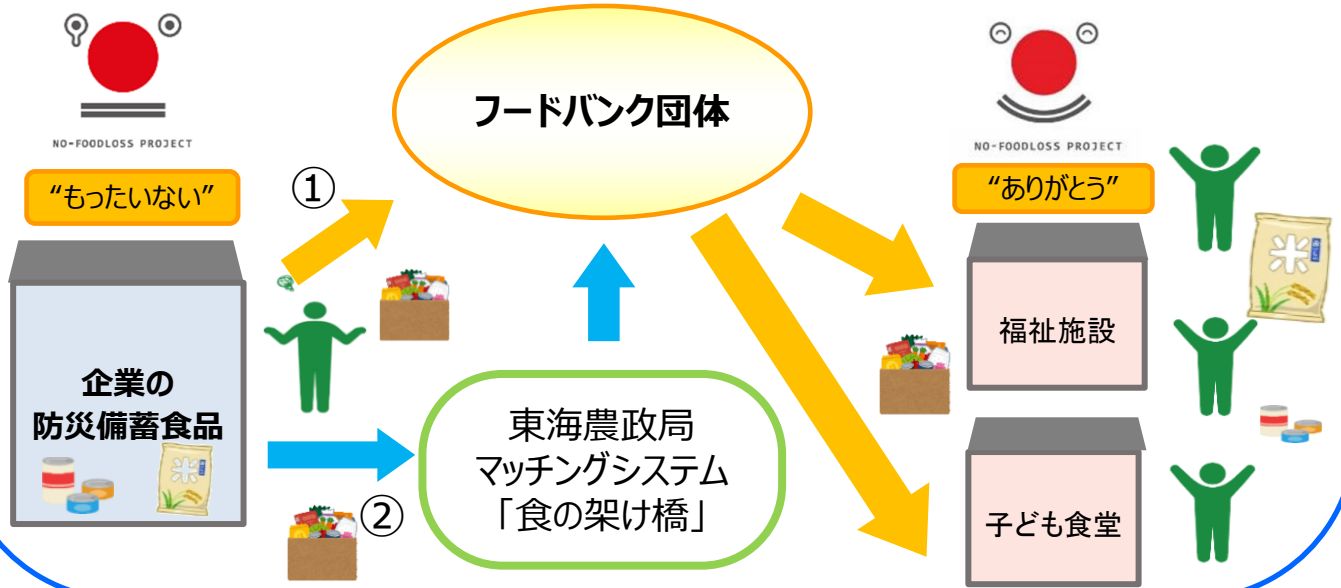 NO-FOODLOSS PROJECT
“もったいない”
①
フードバンク団体
NO-FOODLOSS PROJECT
“ありがとう”
企業の
防災備蓄食品
米
②
東海農政局
マッチングシステム
「食の架け橋」
福祉施設
米
子ども食堂